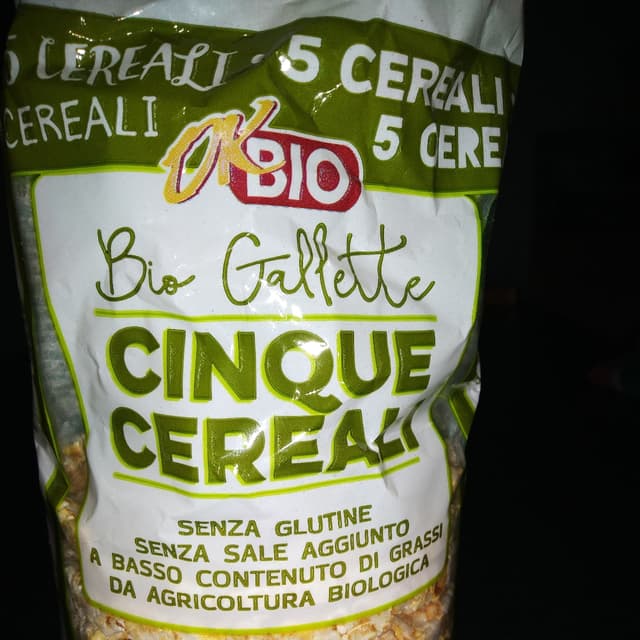 5 CEREALI · 5 CEREALI ·
CEREALI
5 CERE
OK BIO
Bio Gallette
CINQUE
CEREALI
SENZA GLUTINE
SENZA SALE AGGIUNTO
A BASSO CONTENUTO DI GRASSI
DA AGRICOLTURA BIOLOGICA